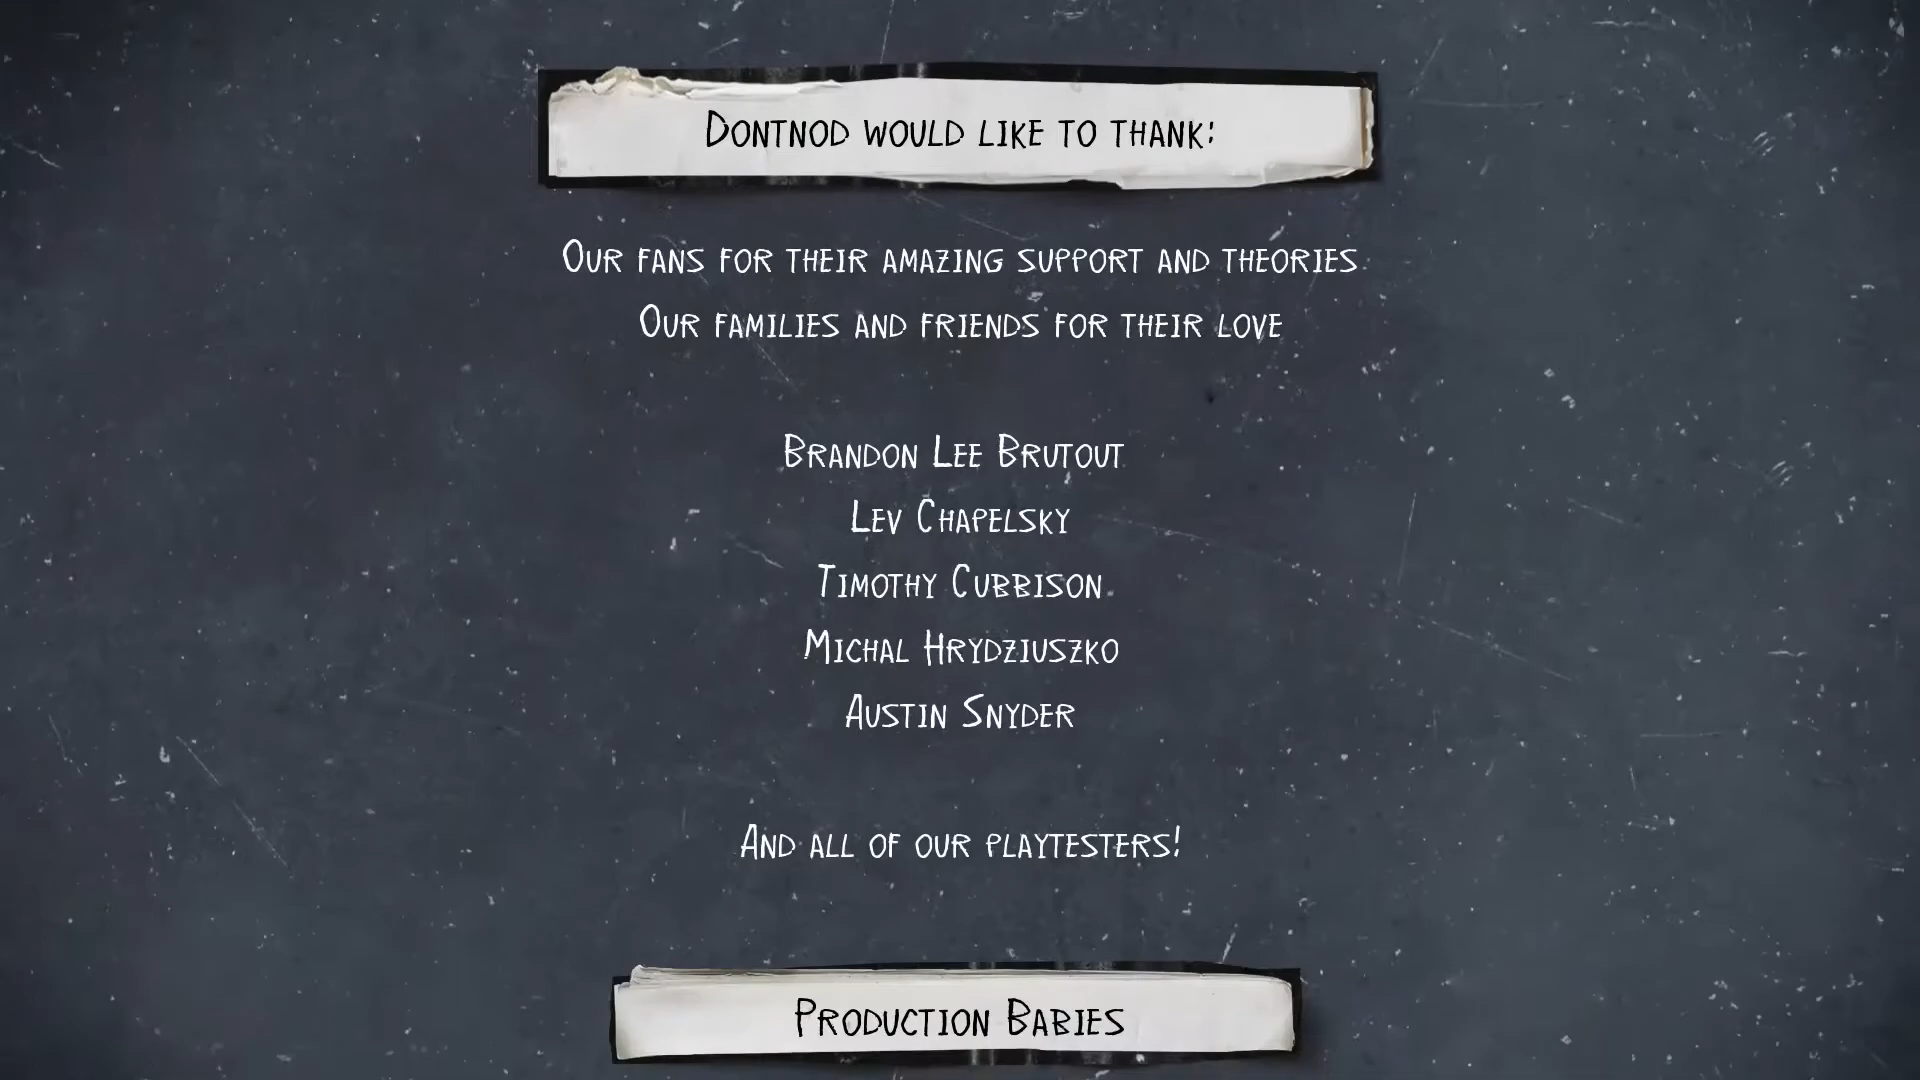 Dontnod would like to thank:
Our fans for their amazing support and theories
Our families and friends for their love
Brandon Lee Brutout
Lev Chapelsky
Timothy Cubbison
Michal Hrydziuszko
Austin Snyder
And all of our playtesters!
Production Babies